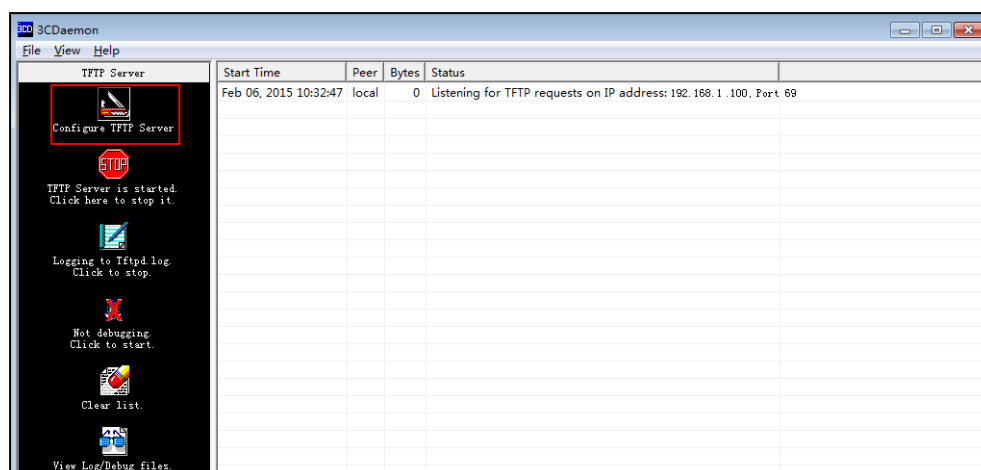 3CD 3CDaemon
File View Help
TFTP Server
Start Time Peer Bytes Status
Feb 06, 2015 10:32:47 local 0 Listening for TFTP requests on IP address: 192.168.1.100, Port 69
Configure TFTP Server
STOP
TFTP Server is started.
Click here to stop it.
Logging to Tftpd.log.
Click to stop.
Not debugging.
Click to start.
Clear list.
View Log/Debug files.